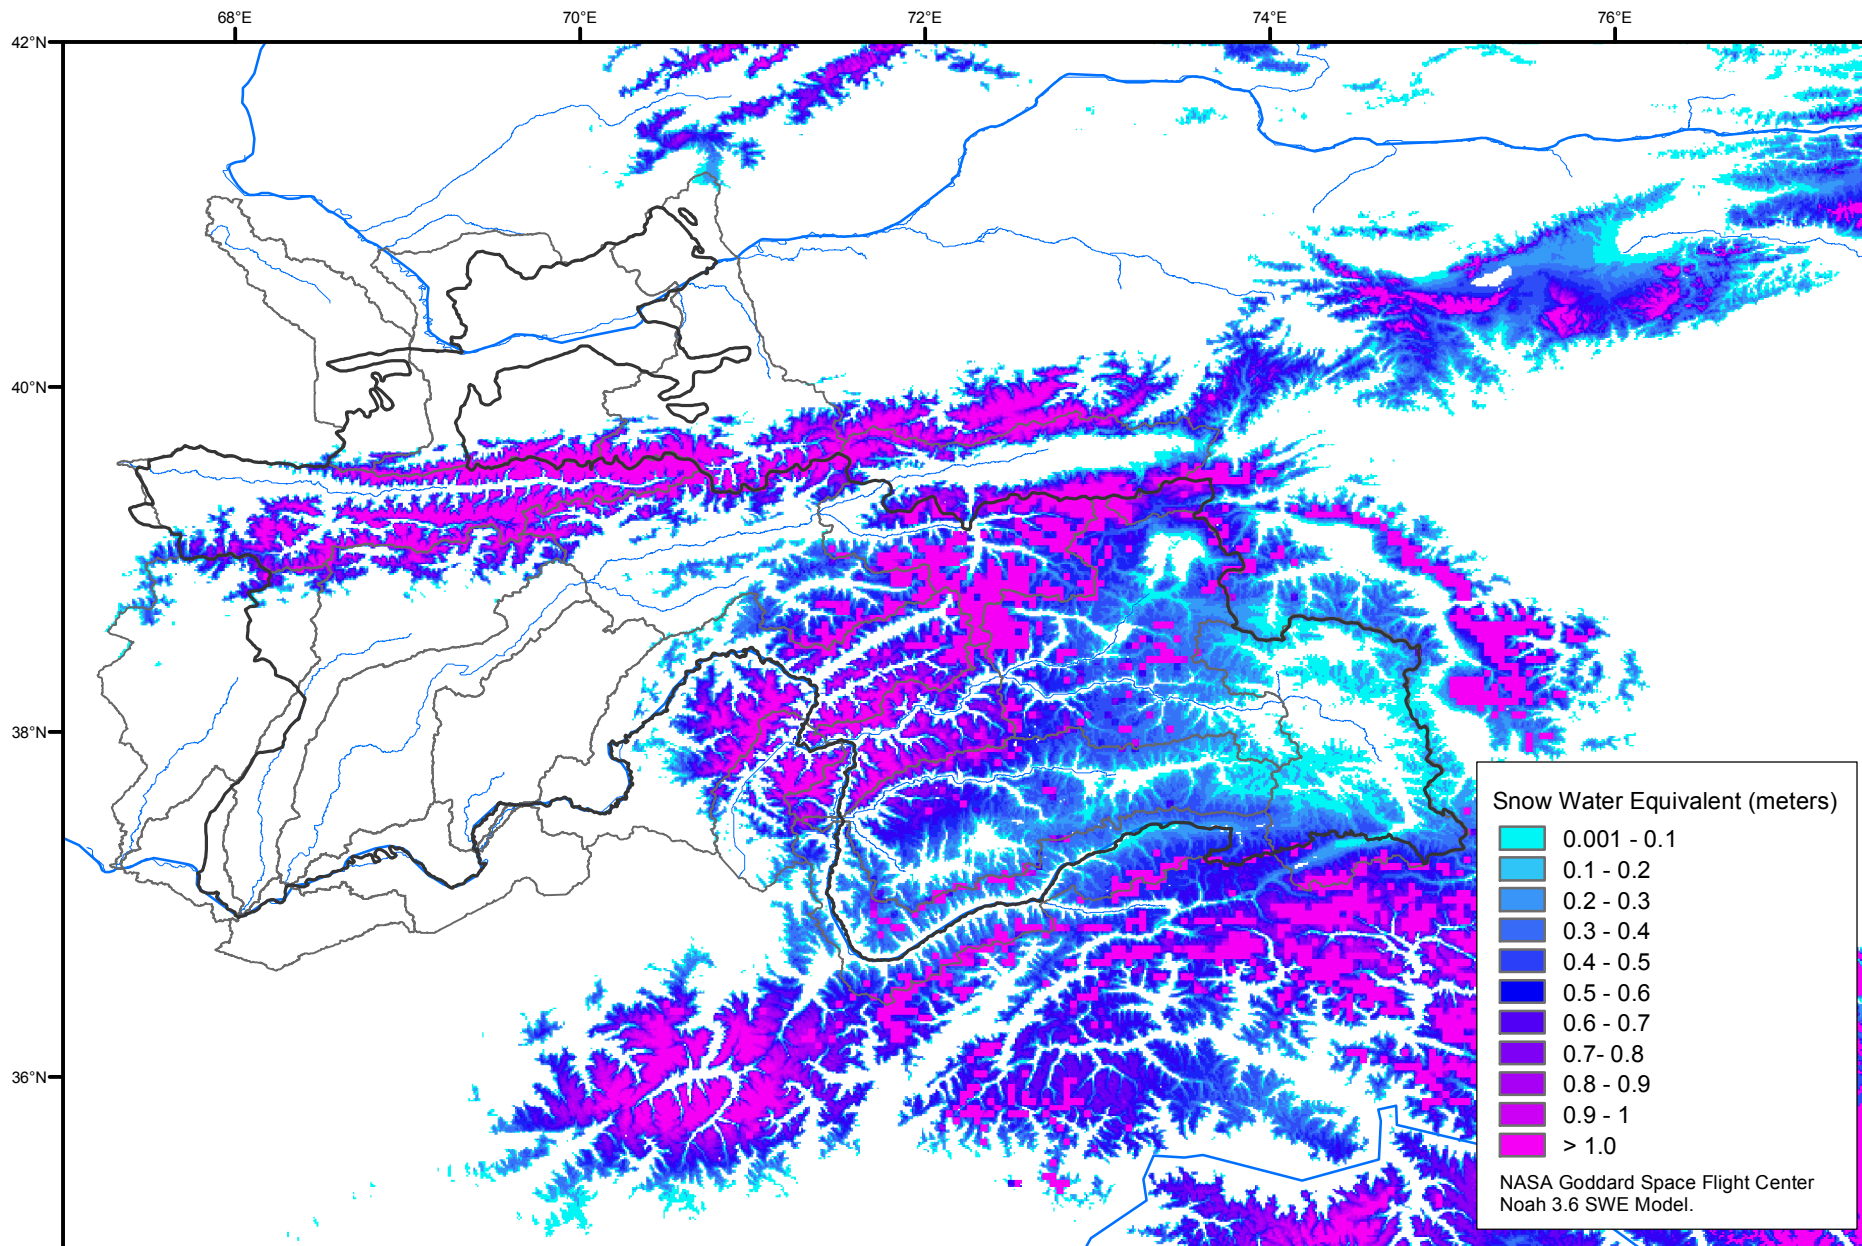 68°E 70°E 72°E 74°E 76°E
42°N
40°N
38°N
36°N
Snow Water Equivalent (meters)
0.001 - 0.1
0.1 - 0.2
0.2 - 0.3
0.3 - 0.4
0.4 - 0.5
0.5 - 0.6
0.6 - 0.7
0.7- 0.8
0.8 - 0.9
0.9 - 1
> 1.0
NASA Goddard Space Flight Center
Noah 3.6 SWE Model.